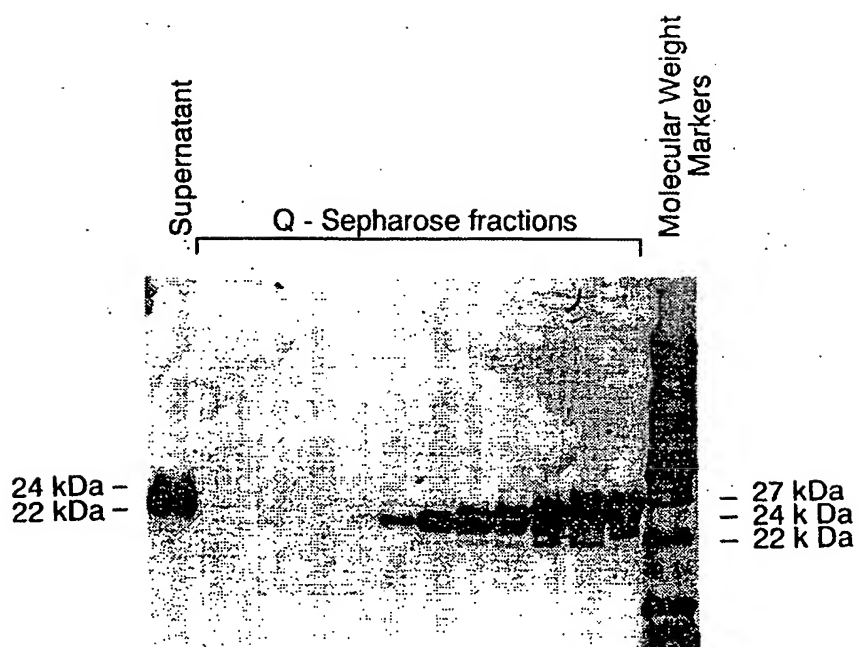 Supernatant
Q - Sepharose fractions
Molecular Weight
Markers
24 kDa –
22 kDa –
– 27 kDa
– 24 k Da
– 22 k Da